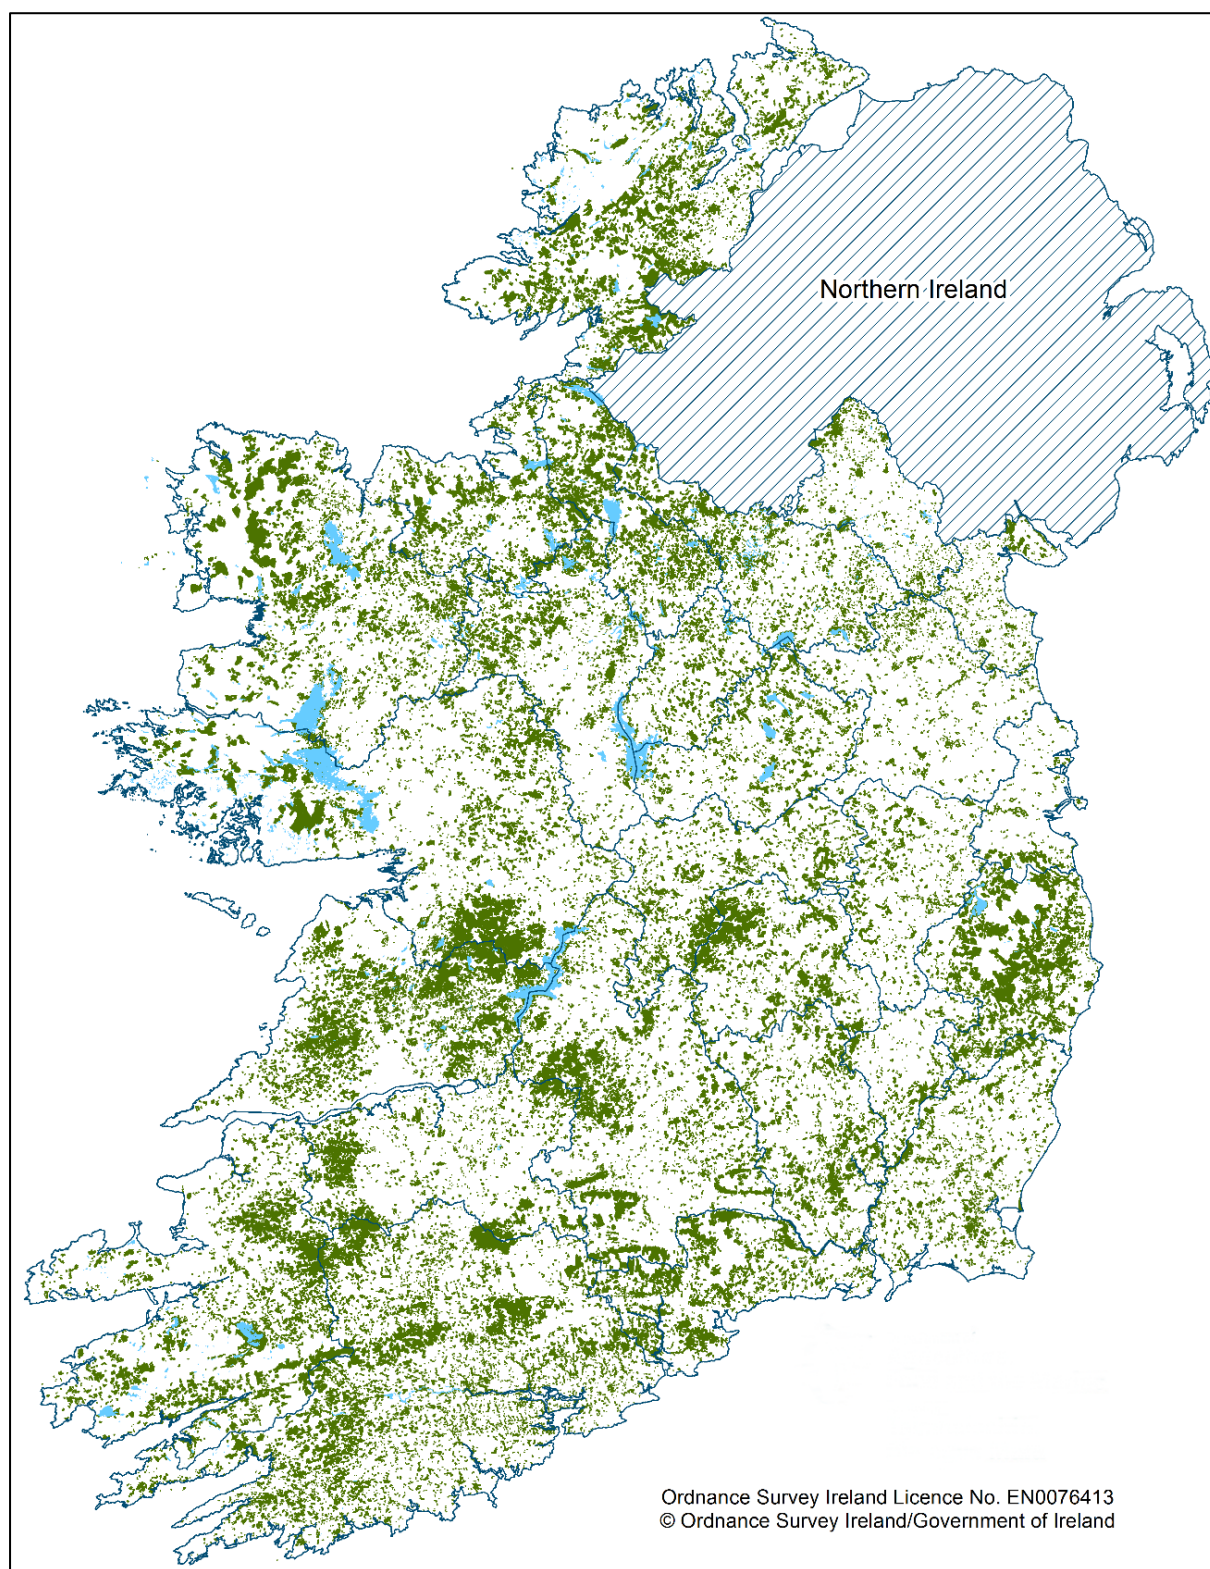 Northern Ireland
Ordnance Survey Ireland Licence No. EN0076413
© Ordnance Survey Ireland/Government of Ireland